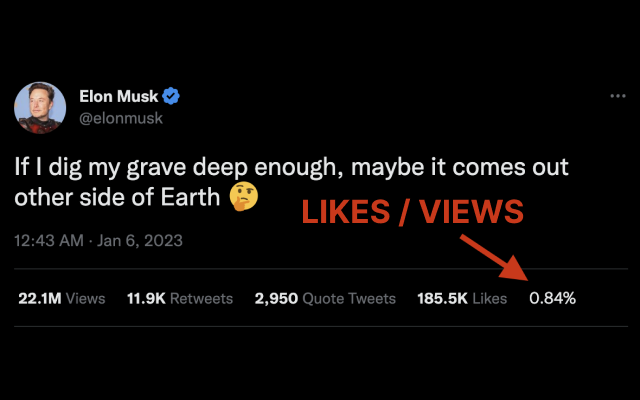 Elon Musk
@elonmusk
If I dig my grave deep enough, maybe it comes out
other side of Earth 🤔
LIKES / VIEWS
12:43 AM · Jan 6, 2023
22.1M Views 11.9K Retweets 2,950 Quote Tweets 185.5K Likes 0.84%